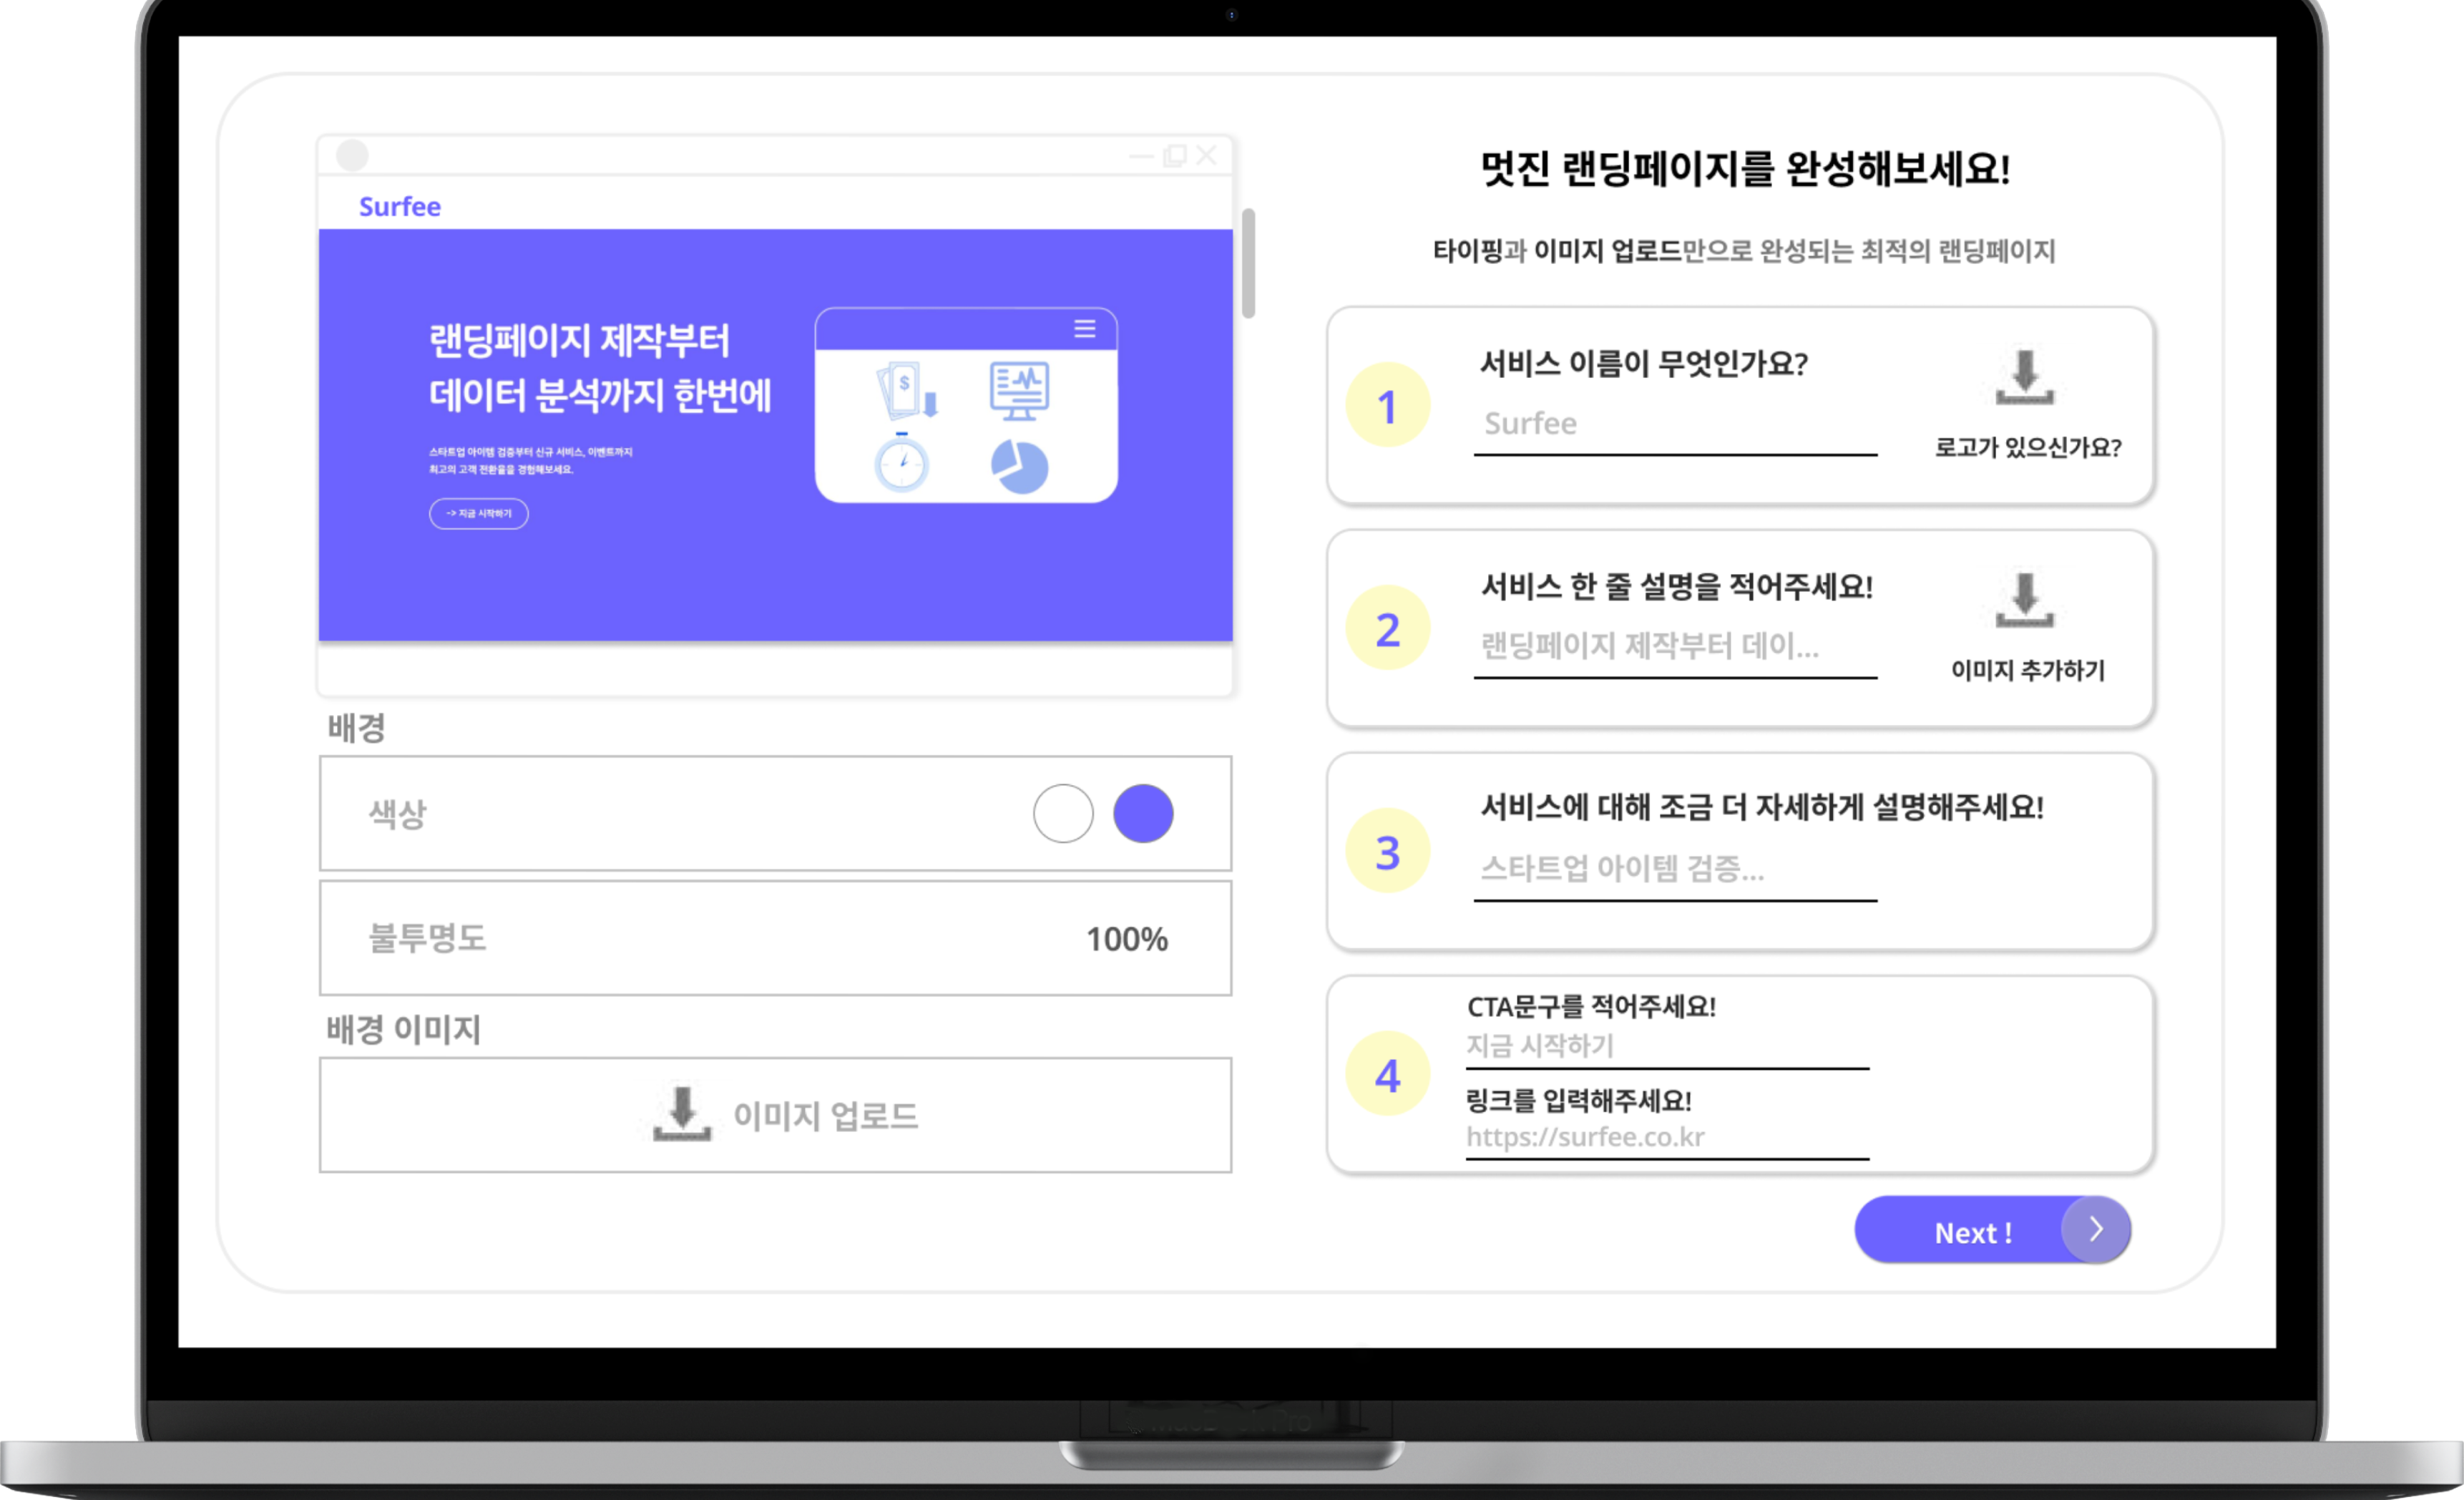 Surfee
랜딩페이지 제작부터
데이터 분석까지 한번에
스타트업 아이템 검증부터 신규 서비스, 이벤트까지
최고의 고객 전환율을 경험해보세요.
-> 지금 시작하기
$
배경
색상
불투명도
100%
배경 이미지
이미지 업로드
멋진 랜딩페이지를 완성해보세요!
타이핑과 이미지 업로드만으로 완성되는 최적의 랜딩페이지
1
서비스 이름이 무엇인가요?
Surfee
로고가 있으신가요?
2
서비스 한 줄 설명을 적어주세요!
랜딩페이지 제작부터 데이...
이미지 추가하기
3
서비스에 대해 조금 더 자세하게 설명해주세요!
스타트업 아이템 검증...
4
CTA문구를 적어주세요!
지금 시작하기
링크를 입력해주세요!
https://surfee.co.kr
Next !